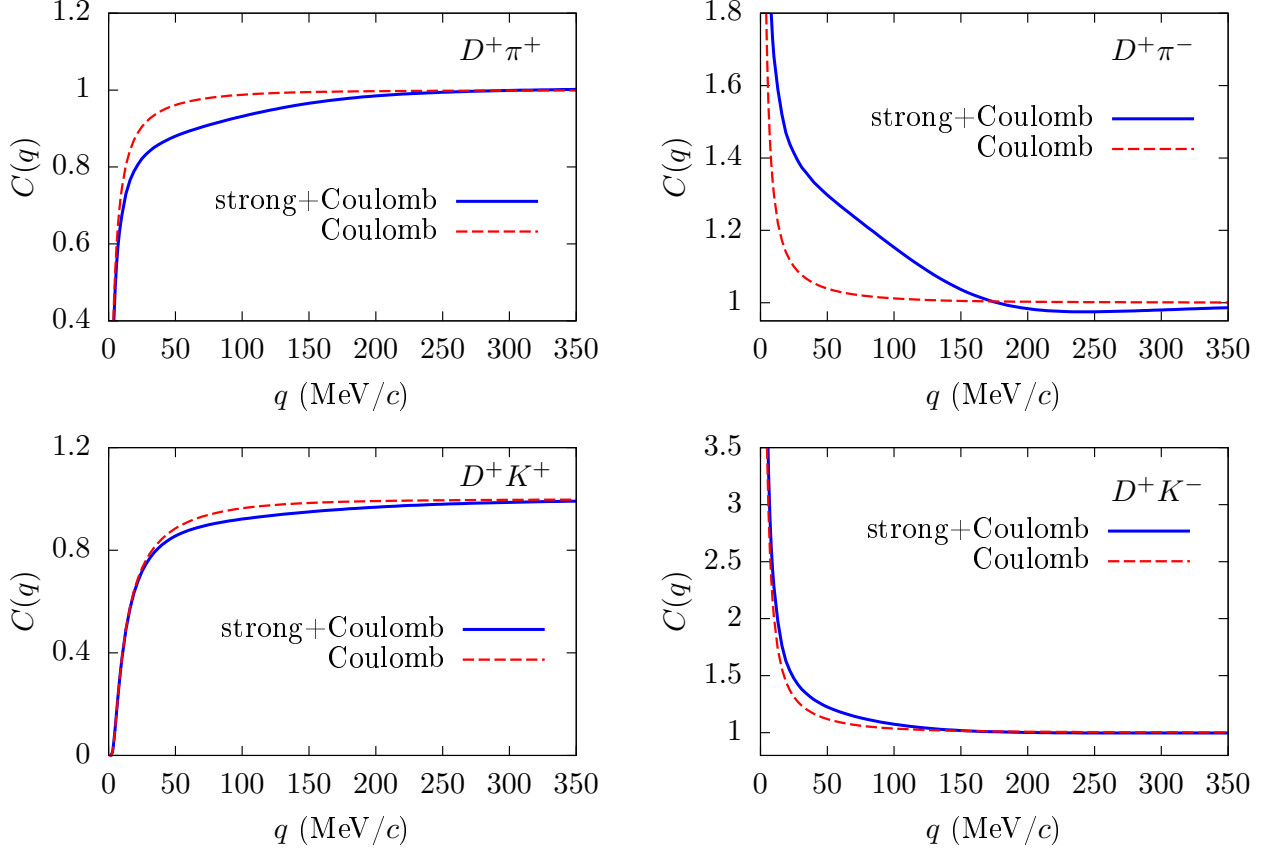 D⁺π⁺
C(q)
1.2
1
0.8
0.6
0.4
strong+Coulomb
Coulomb
0 50 100 150 200 250 300 350
q (MeV/c)
D⁺π⁻
C(q)
1.8
1.6
1.4
1.2
1
strong+Coulomb
Coulomb
0 50 100 150 200 250 300 350
q (MeV/c)
D⁺K⁺
C(q)
1.2
0.8
0.4
0
strong+Coulomb
Coulomb
0 50 100 150 200 250 300 350
q (MeV/c)
D⁺K⁻
C(q)
3.5
3
2.5
2
1.5
1
strong+Coulomb
Coulomb
0 50 100 150 200 250 300 350
q (MeV/c)